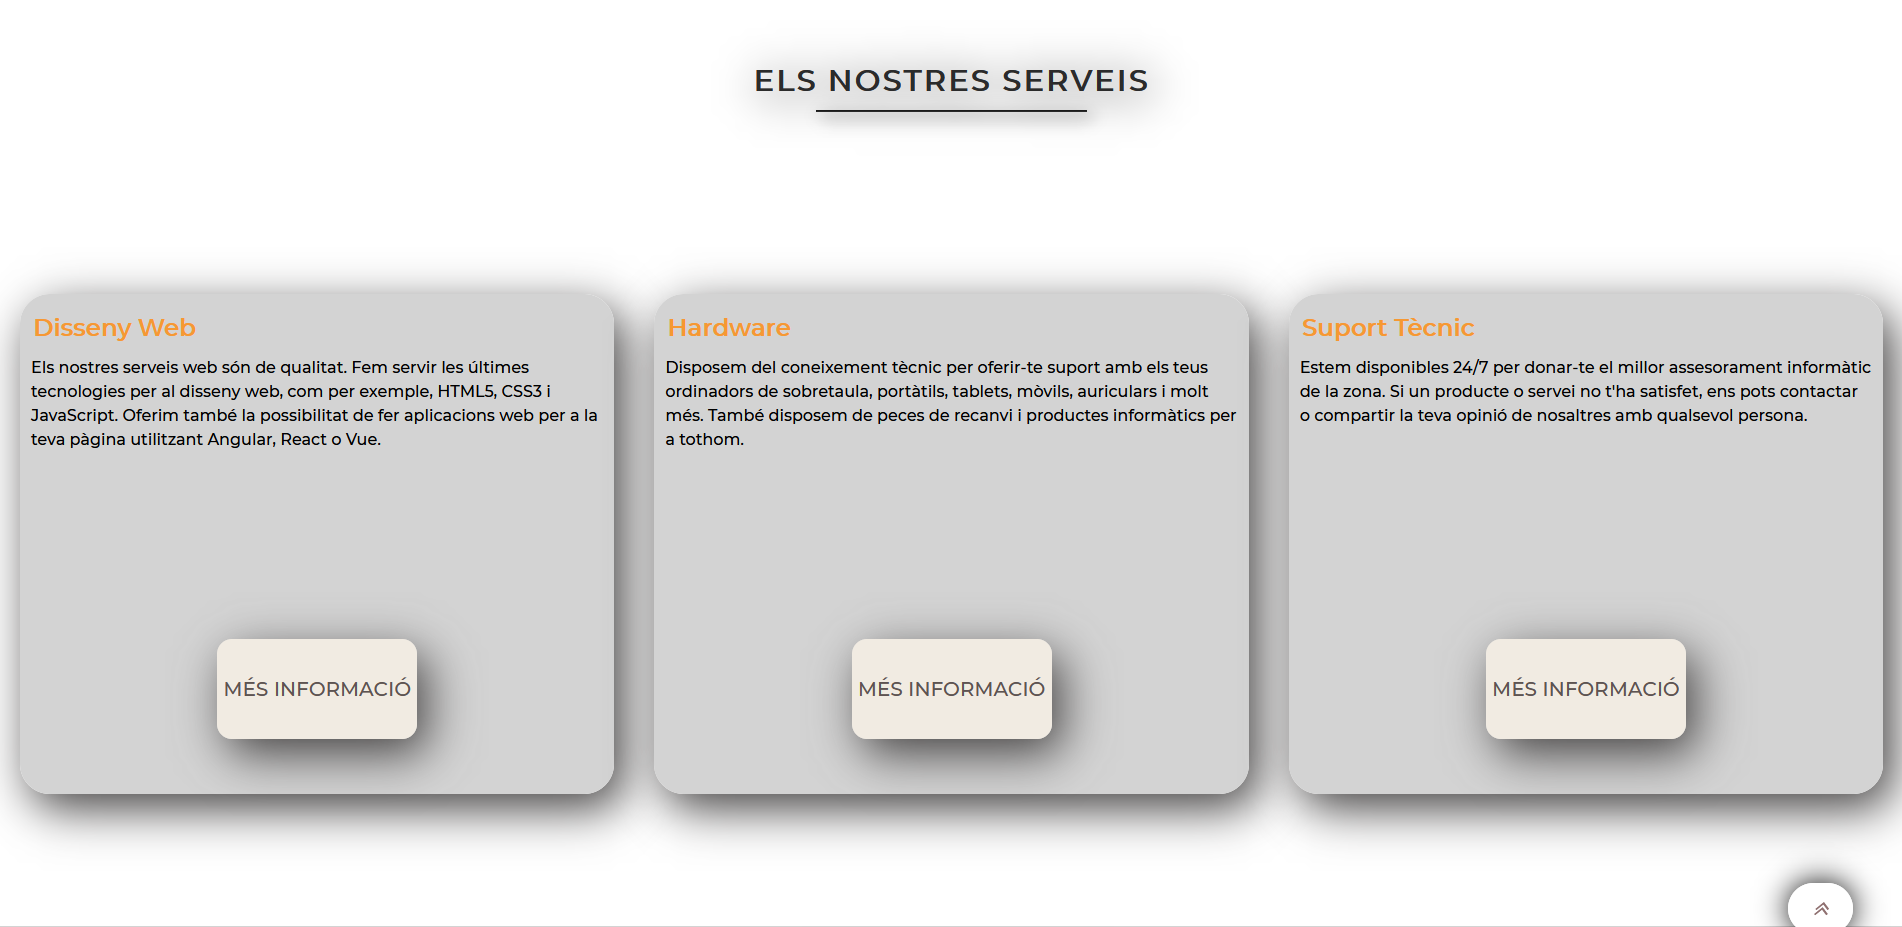 ELS NOSTRES SERVEIS
Disseny Web
Els nostres serveis web són de qualitat. Fem servir les últimes
tecnologies per al disseny web, com per exemple, HTML5, CSS3 i
JavaScript. Oferim també la possibilitat de fer aplicacions web per a la
teva pàgina utilitzant Angular, React o Vue.
MÉS INFORMACIÓ
Hardware
Disposem del coneixement tècnic per oferir-te suport amb els teus
ordinadors de sobretaula, portàtils, tablets, mòvils, auriculars i molt
més. També disposem de peces de recanvi i productes informàtics per
a tothom.
MÉS INFORMACIÓ
Suport Tècnic
Estem disponibles 24/7 per donar-te el millor assesorament informàtic
de la zona. Si un producte o servei no t'ha satisfet, ens pots contactar
o compartir la teva opinió de nosaltres amb qualsevol persona.
MÉS INFORMACIÓ